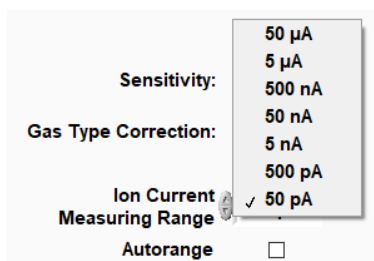 50 µA
5 µA
Sensitivity:
500 nA
50 nA
Gas Type Correction:
5 nA
500 pA
Ion Current
✓ 50 pA
Measuring Range
Autorange